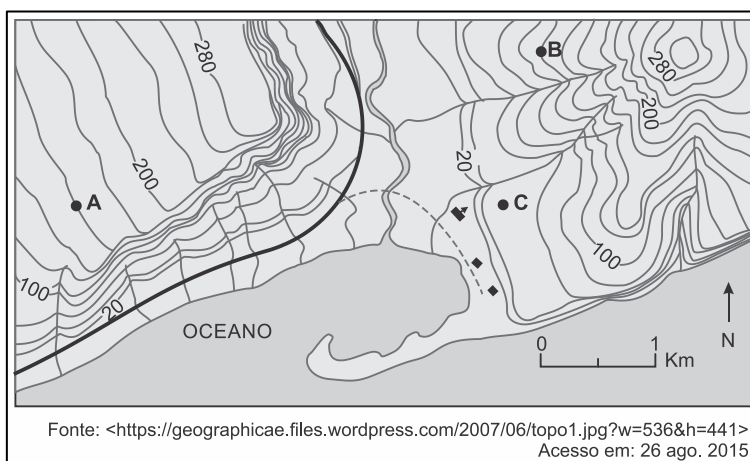 280
B
280
200
200
20
A
C
100
100
20
OCEANO
0 1
Km
N
Fonte: <https://geographicae.files.wordpress.com/2007/06/topo1.jpg?w=536&h=441>
Acesso em: 26 ago. 2015